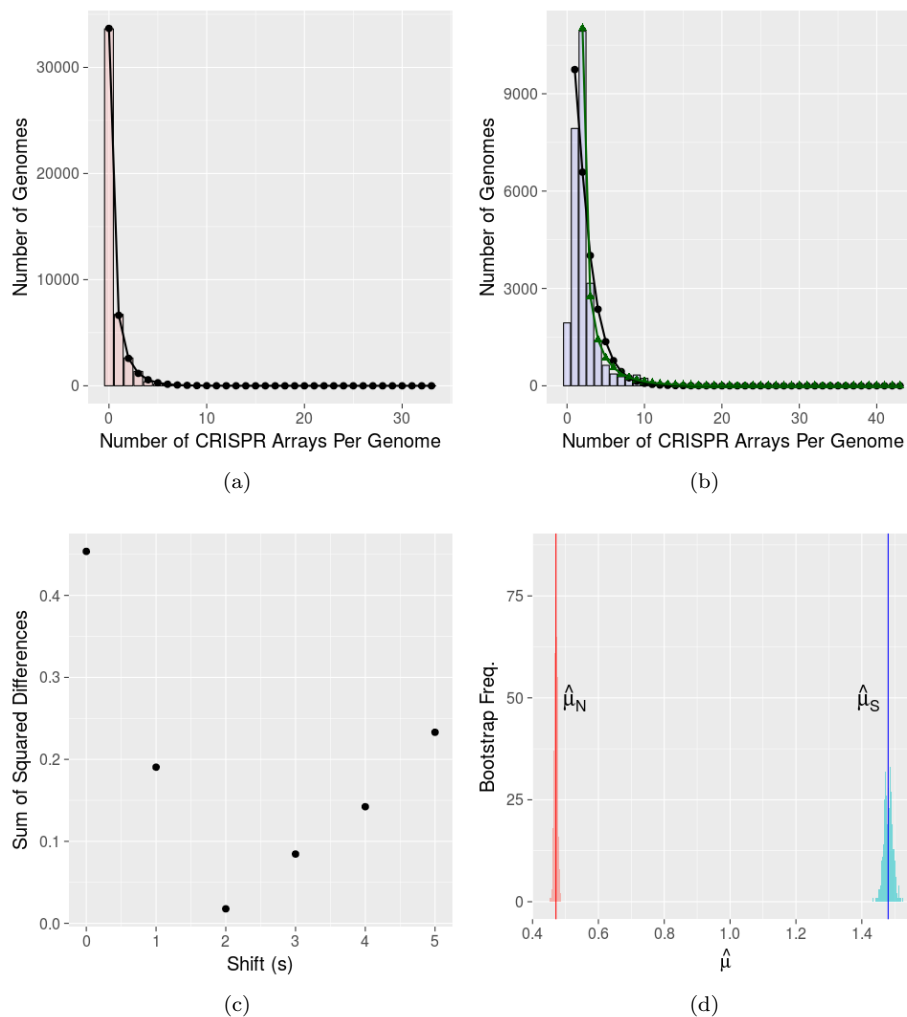 Number of Genomes
30000
20000
10000
0
0 10 20 30
Number of CRISPR Arrays Per Genome
(a)
Number of Genomes
9000
6000
3000
0
0 10 20 30 40
Number of CRISPR Arrays Per Genome
(b)
Sum of Squared Differences
0.4
0.3
0.2
0.1
0.0
0 1 2 3 4 5
Shift (s)
(c)
Bootstrap Freq.
75
50
25
0
μ̂N
μ̂S
0.4 0.6 0.8 1.0 1.2 1.4
μ̂
(d)